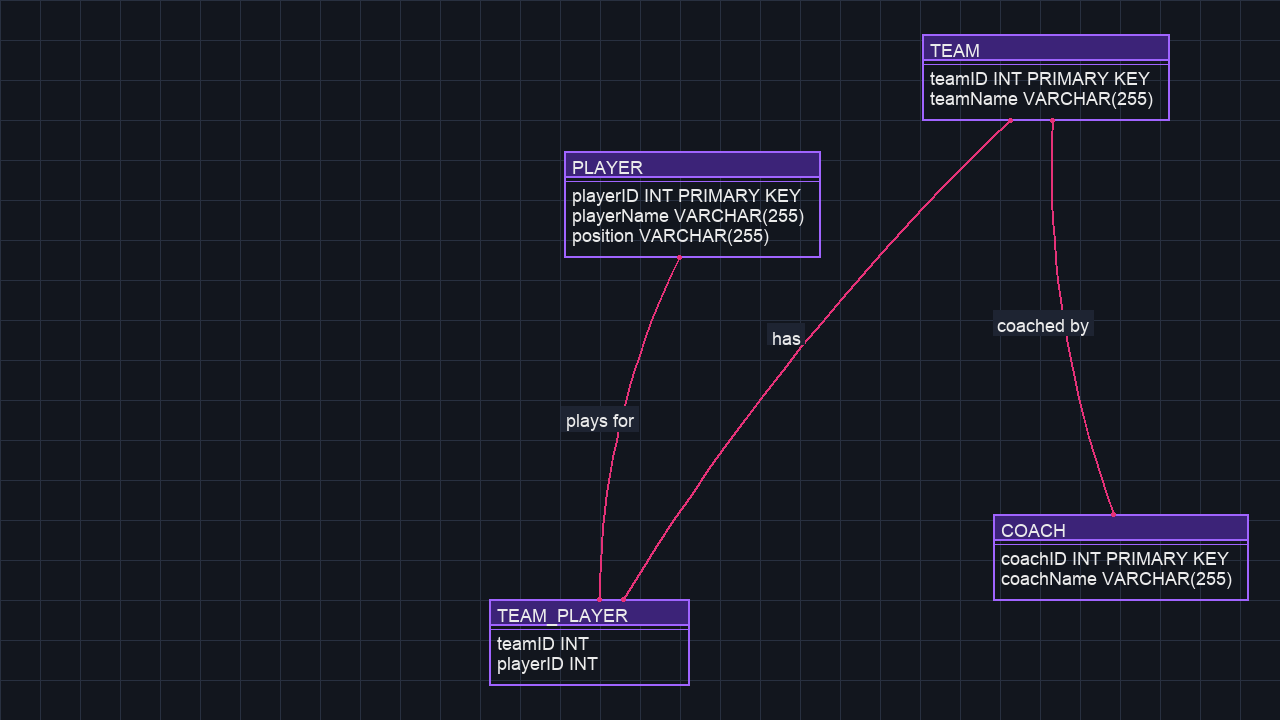 TEAM
teamID INT PRIMARY KEY
teamName VARCHAR(255)
PLAYER
playerID INT PRIMARY KEY
playerName VARCHAR(255)
position VARCHAR(255)
has
coached by
plays for
COACH
coachID INT PRIMARY KEY
coachName VARCHAR(255)
TEAM_PLAYER
teamID INT
playerID INT